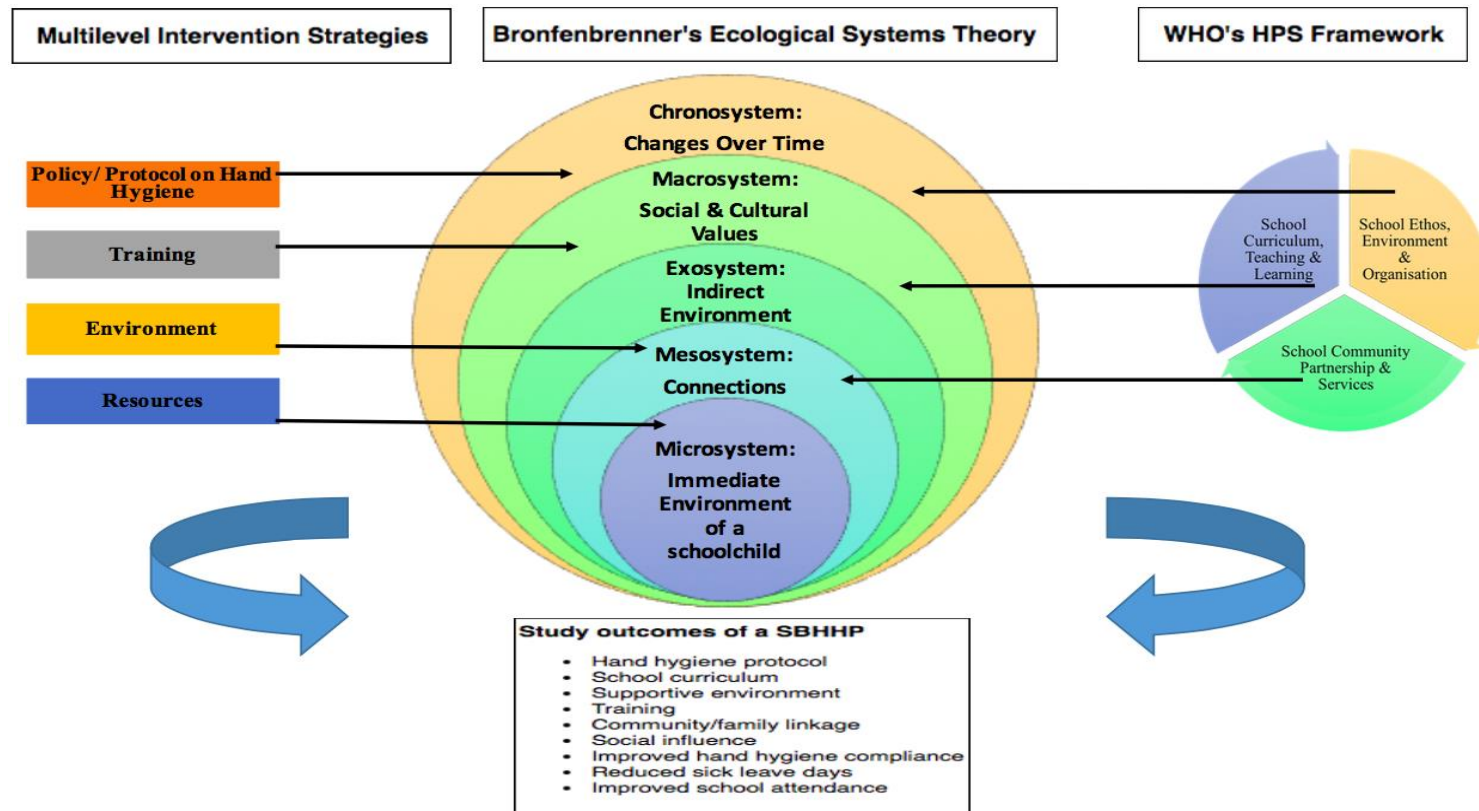 Multilevel Intervention Strategies
Bronfenbrenner's Ecological Systems Theory
WHO's HPS Framework
Policy/ Protocol on Hand
Hygiene
Training
Environment
Resources
Chronosystem:
Changes Over Time
Macrosystem:
Social & Cultural
Values
Exosystem:
Indirect
Environment
Mesosystem:
Connections
Microsystem:
Immediate
Environment
of a
schoolchild
School
Curriculum,
Teaching &
Learning
School Ethos,
Environment
&
Organisation
School Community
Partnership &
Services
Study outcomes of a SBHHP
• Hand hygiene protocol
• School curriculum
• Supportive environment
• Training
• Community/family linkage
• Social influence
• Improved hand hygiene compliance
• Reduced sick leave days
• Improved school attendance